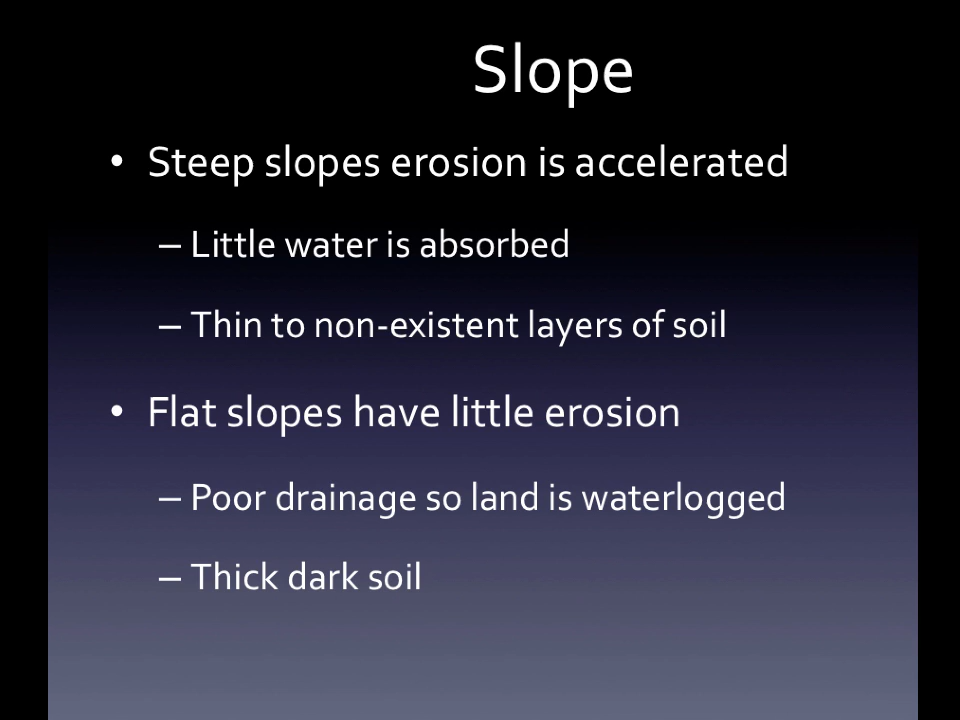 Slope
• Steep slopes erosion is accelerated
– Little water is absorbed
– Thin to non-existent layers of soil
• Flat slopes have little erosion
– Poor drainage so land is waterlogged
– Thick dark soil